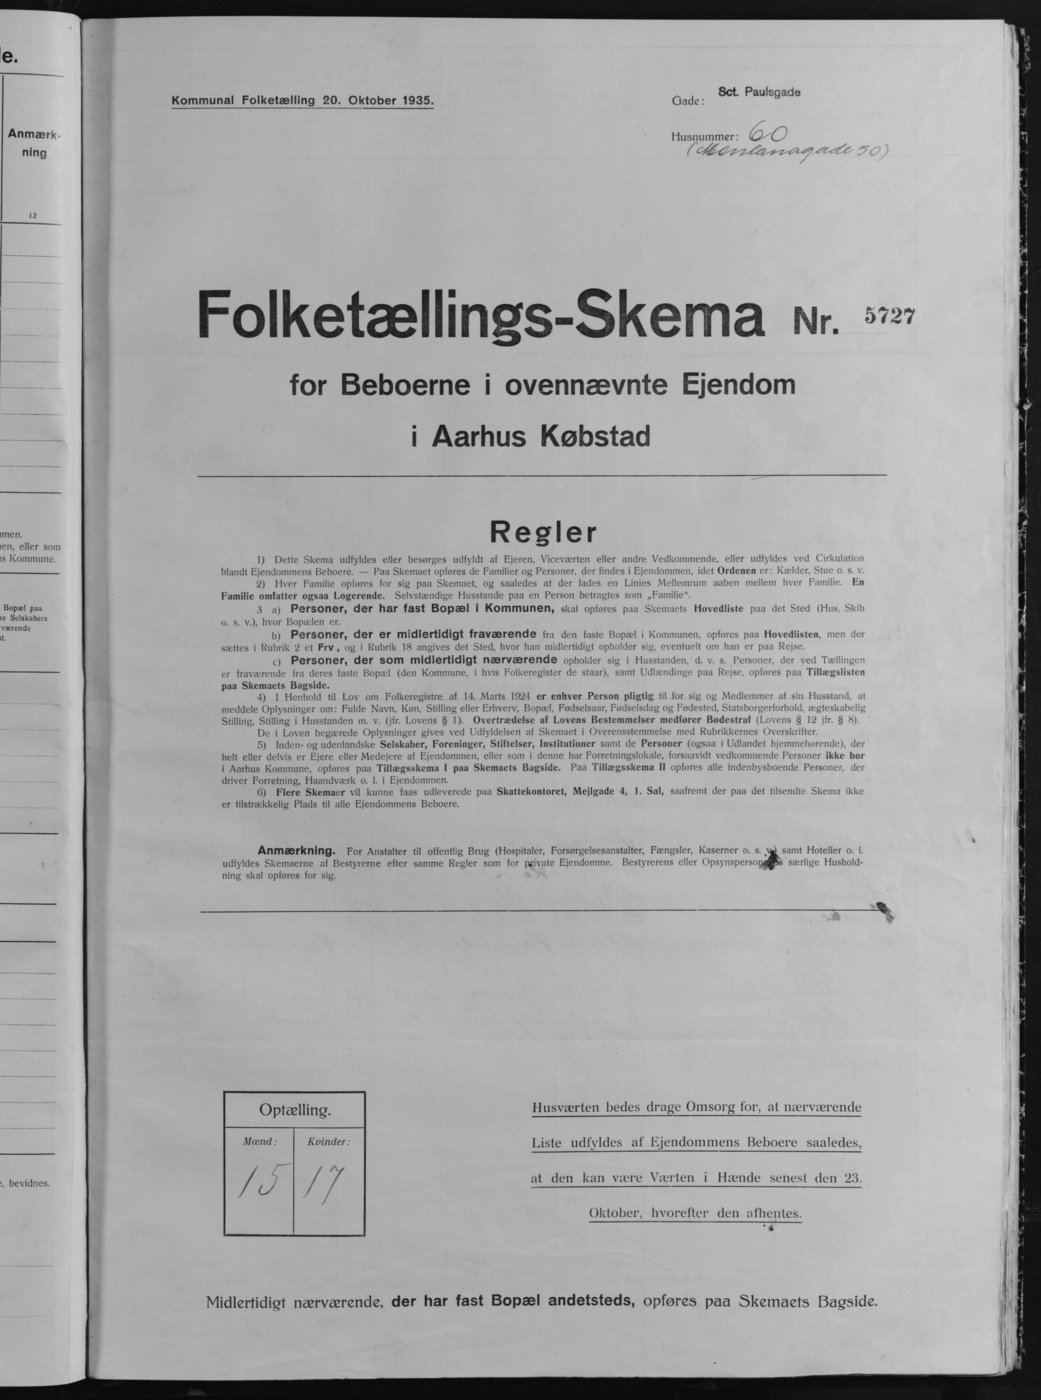 e.
Anmærk-
ning
12
mmen.
en, eller som
s Kommune.
Bopæl paa
ke Selskabers
værende
at.
, bevidnes.
Kommunal Folketælling 20. Oktober 1935.
Gade: Sct. Paulsgade
Husnummer: 60
50)
Folketællings-Skema Nr. 5727
for Beboerne i ovennævnte Ejendom
i Aarhus Købstad
Regler
1) Dette Skema udfyldes eller besørges udfyldt af Ejeren, Viceværten eller andre Vedkommende, eller udfyldes ved Cirkulation
blandt Ejendommens Beboere. — Paa Skemaet opføres de Familier og Personer, der findes i Ejendommen, idet Ordenen er: Kælder, Stue o. s. v.
2) Hver Familie opføres for sig paa Skemaet, og saaledes at der lades en Linies Mellemrum aaben mellem hver Familie. En
Familie omfatter ogsaa Logerende. Selvstændige Husstande paa en Person betragtes som „Familie“.
3 a) Personer, der har fast Bopæl i Kommunen, skal opføres paa Skemaets Hovedliste paa det Sted (Hus, Skib
o. s. v.), hvor Bopælen er.
b) Personer, der er midlertidigt fraværende fra den faste Bopæl i Kommunen, opføres paa Hovedlisten, men der
sættes i Rubrik 2 et Frv., og i Rubrik 18 angives det Sted, hvor han midlertidigt opholder sig, eventuelt om han er paa Rejse.
c) Personer, der som midlertidigt nærværende opholder sig i Husstanden, d. v. s. Personer, der ved Tællingen
er fraværende fra deres faste Bopæl (den Kommune, i hvis Folkeregister de staar), samt Udlændinge paa Rejse, opføres paa Tillægslisten
paa Skemaets Bagside.
4) I Henhold til Lov om Folkeregistre af 14. Marts 1924 er enhver Person pligtig til for sig og Medlemmer af sin Husstand, at
meddele Oplysninger om: Fulde Navn, Køn, Stilling eller Erhverv, Bopæl, Fødselsaar, Fødselsdag og Fødested, Statsborgerforhold, ægteskabelig
Stilling, Stilling i Husstanden m. v. (jfr. Lovens § 1). Overtrædelse af Lovens Bestemmelser medfører Bødestraf (Lovens § 12 jfr. § 8).
De i Loven begærede Oplysninger gives ved Udfyldelsen af Skemaet i Overensstemmelse med Rubrikkernes Overskrifter.
5) Inden- og udenlandske Selskaber, Foreninger, Stiftelser, Institutioner samt de Personer (ogsaa i Udlandet hjemmehørende), der
helt eller delvis er Ejere eller Medejere af Ejendommen, eller som i denne har Forretningslokale, forsaavidt vedkommende Personer ikke bor
i Aarhus Kommune, opføres paa Tillægsskema I paa Skemaets Bagside. Paa Tillægsskema II opføres alle indenbysboende Personer, der
driver Forretning, Haandværk o. l. i Ejendommen.
6) Flere Skemaer vil kunne faas udleverede paa Skattekontoret, Mejlgade 4, 1. Sal, saafremt der paa det tilsendte Skema ikke
er tilstrækkelig Plads til alle Ejendommens Beboere.
Anmærkning. For Anstalter til offentlig Brug (Hospitaler, Forsørgelsesanstalter, Fængsler, Kaserner o. s. v.) samt Hoteller o. l.
udfyldes Skemaerne af Bestyrerne efter samme Regler som for private Ejendomme. Bestyrerens eller særlige Hushold-
ning skal opføres for sig.
Optælling.
Mænd: Kvinder:
15 17
Husværten bedes drage Omsorg for, at nærværende
Liste udfyldes af Ejendommens Beboere saaledes,
at den kan være Værten i Hænde senest den 23.
Oktober, hvorefter den afhentes.
Midlertidigt nærværende, der har fast Bopæl andetsteds, opføres paa Skemaets Bagside.